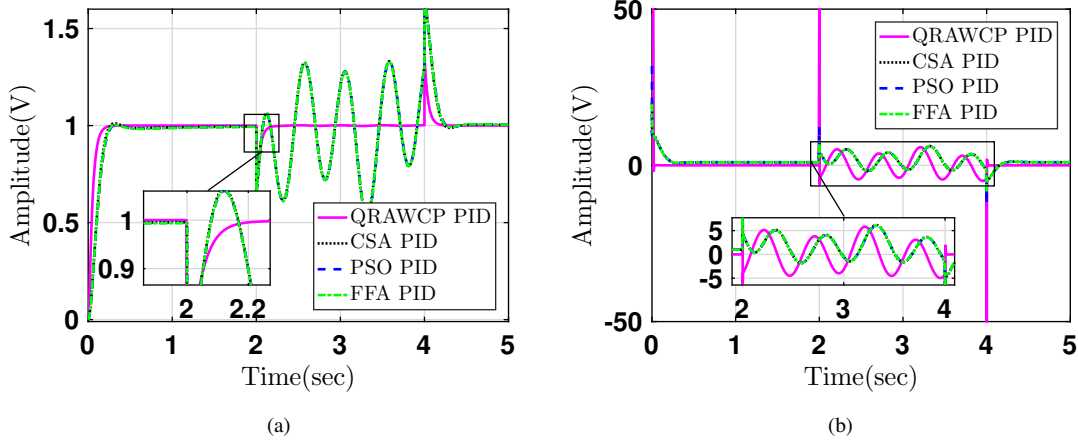 Amplitude(V)
1.5
1
0.5
0
0 1 2 3 4 5
Time(sec)
1
0.9
2 2.2
QRAWCP PID
CSA PID
PSO PID
FFA PID
(a)
Amplitude(V)
50
0
-50
0 1 2 3 4 5
Time(sec)
QRAWCP PID
CSA PID
PSO PID
FFA PID
5
0
-5
2 3 4
(b)